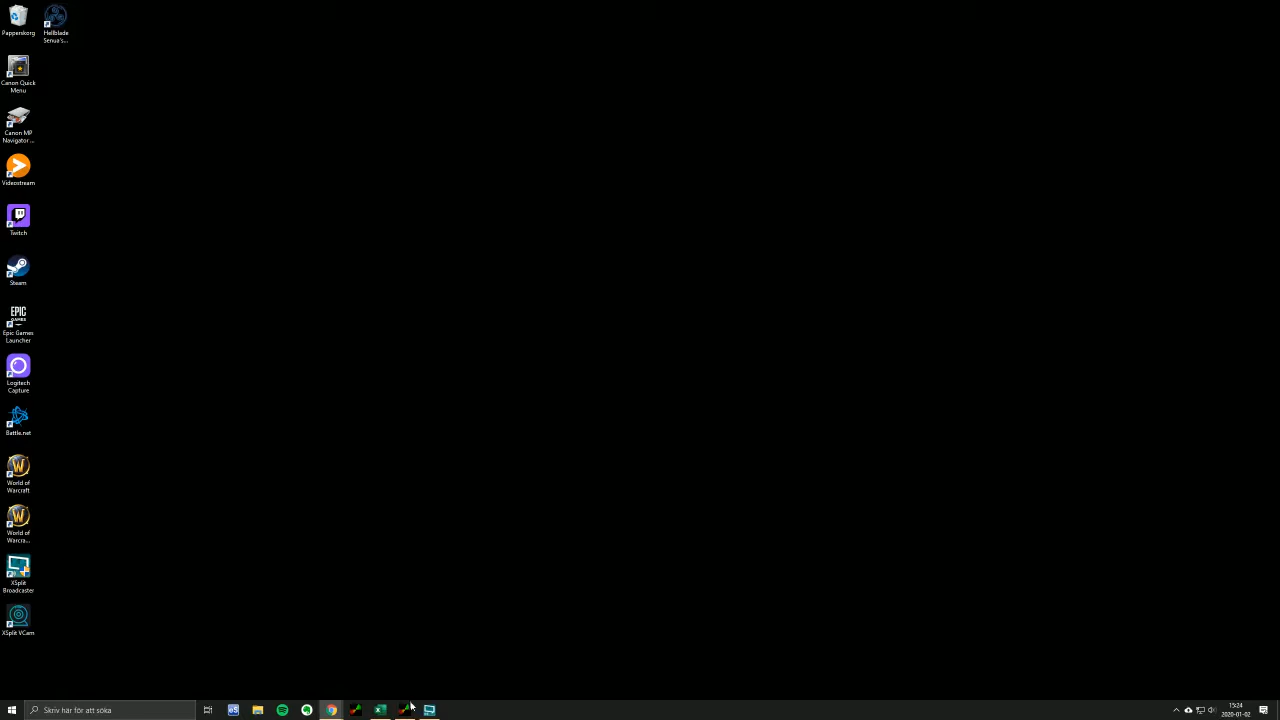 Papperskorg
Hellblade
Senua's...
Canon Quick
Menu
Canon MP
Navigator ...
Videostream
Twitch
Steam
EPIC
GAMES
Epic Games
Launcher
Logitech
Capture
Battle.net
World of
Warcraft
World of
Warcra...
XSplit
Broadcaster
XSplit VCam
Skriv här för att söka
15:24
2020-01-02